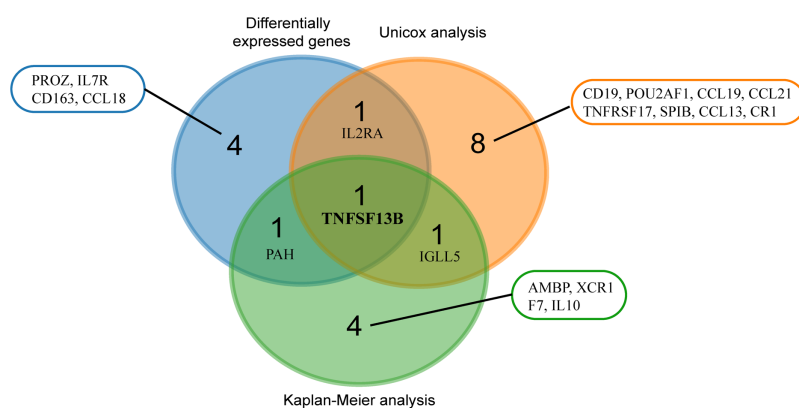 Differentially
expressed genes
Unicox analysis
PROZ, IL7R
CD163, CCL18
CD19, POU2AF1, CCL19, CCL21
TNFRSF17, SPIB, CCL13, CR1
4
1
IL2RA
8
1
TNFSF13B
1
PAH
1
IGLL5
4
AMBP, XCR1
F7, IL10
Kaplan-Meier analysis